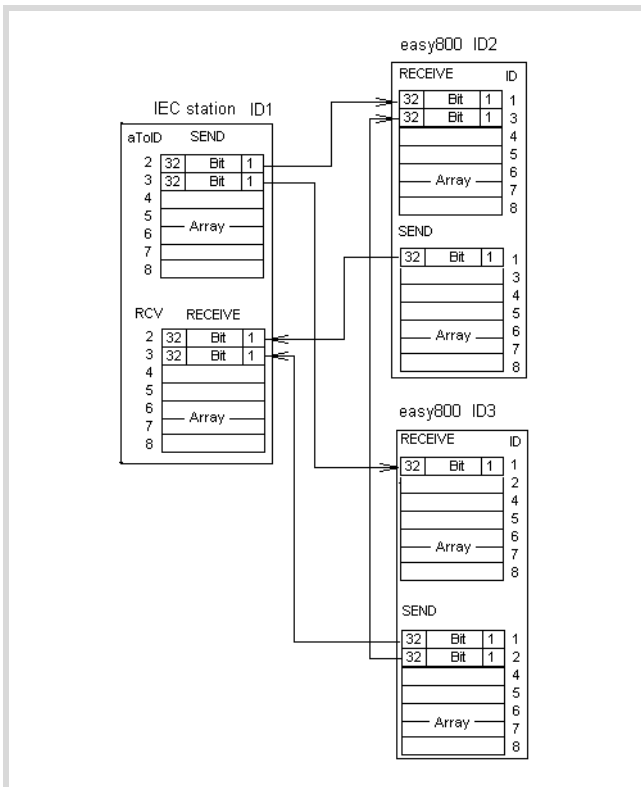 IEC station ID1
aToID SEND
2 32 Bit 1
3 32 Bit 1
4
5
Array
6
7
8
RCV RECEIVE
2 32 Bit 1
3 32 Bit 1
4
5
6
Array
7
8
easy800 ID2
RECEIVE ID
32 Bit 1 1
32 Bit 1 3
4
5
6
Array
7
8
SEND
32 Bit 1 1
3
4
5
6
Array
7
8
easy800 ID3
RECEIVE ID
32 Bit 1 1
2
4
5
6
Array
7
8
SEND
32 Bit 1 1
32 Bit 1 2
4
5
6
Array
7
8